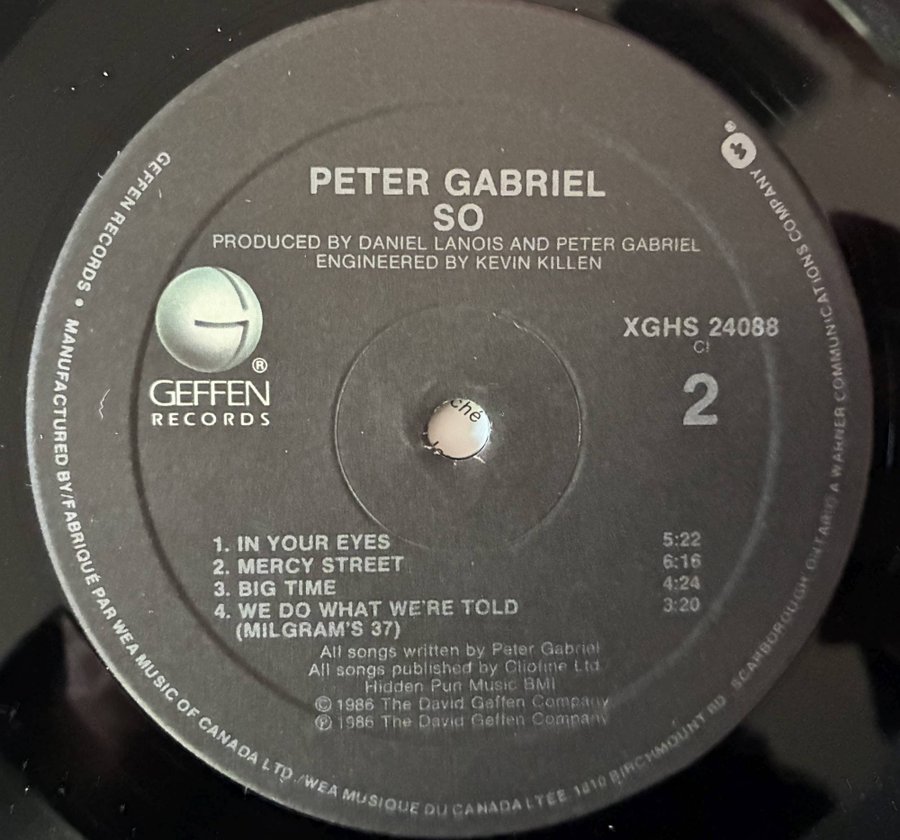 PETER GABRIEL
SO
PRODUCED BY DANIEL LANOIS AND PETER GABRIEL
ENGINEERED BY KEVIN KILLEN
®
GEFFEN
RECORDS
XGHS 24088
CI
2
ché
1. IN YOUR EYES 5:22
2. MERCY STREET 6:16
3. BIG TIME 4:24
4. WE DO WHAT WE'RE TOLD 3:20
(MILGRAM'S 37)
All songs written by Peter Gabriel
All songs published by Cliofine Ltd.
Hidden Pun Music BMI
© 1986 The David Geffen Company
℗ 1986 The David Geffen Company
GEFFEN RECORDS • MANUFACTURED BY/FABRIQUÉ PAR WEA MUSIC OF CANADA LTD./WEA MUSIQUE DU CANADA LTÉE 1810 BIRCHMOUNT RD SCARBOROUGH ONTARIO A WARNER COMMUNICATIONS COMPANY ®